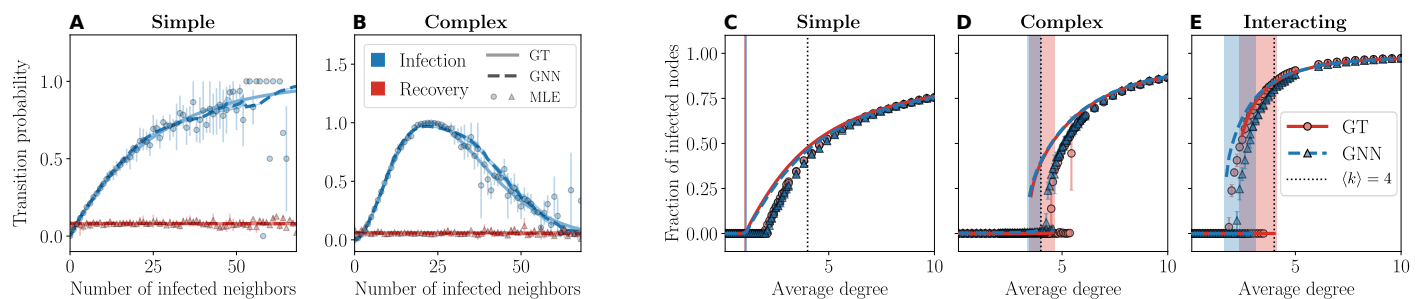 A Simple
Transition probability
1.0
0.5
0.0
0 25 50
Number of infected neighbors
B Complex
1.5
1.0
0.5
0.0
Infection
Recovery
GT
GNN
MLE
0 25 50
Number of infected neighbors
C Simple
Fraction of infected nodes
1.00
0.75
0.50
0.25
0.00
5 10
Average degree
D Complex
5 10
Average degree
E Interacting
GT
GNN
⟨k⟩ = 4
5 10
Average degree